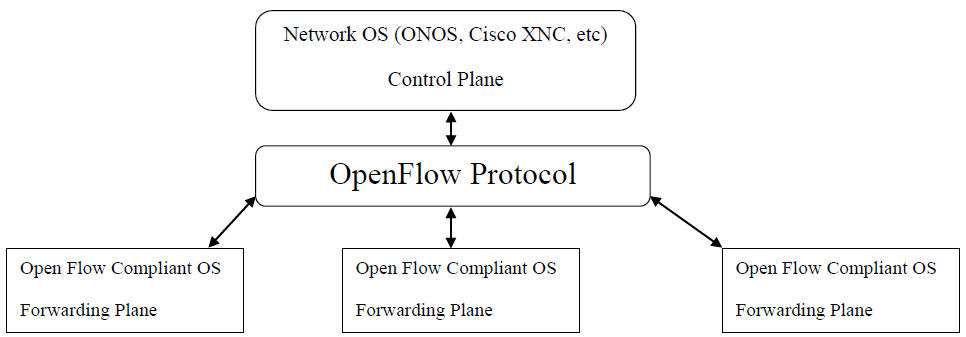 Network OS (ONOS, Cisco XNC, etc)
Control Plane
OpenFlow Protocol
Open Flow Compliant OS
Forwarding Plane
Open Flow Compliant OS
Forwarding Plane
Open Flow Compliant OS
Forwarding Plane